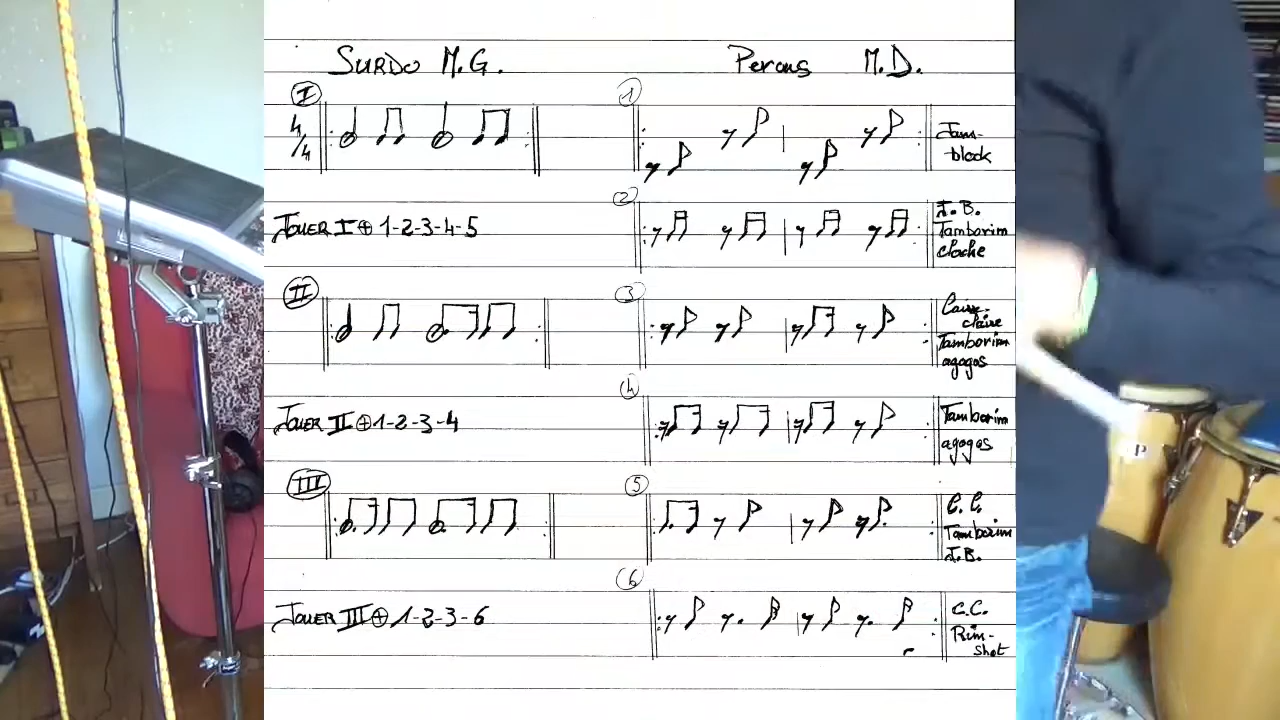 SURDO M.G.
Percus M.D.
I
4/4
1
Jam-
block
2
JOUER I ⊕ 1-2-3-4-5
J.B.
Tamborim
cloche
II
3
Caisse
claire
Tamborim
agogos
4
JOUER II ⊕ 1-2-3-4
Tamborim
agogos
III
5
C.C.
Tamborim
J.B.
6
JOUER III ⊕ 1-2-3-6
C.C.
Rim-
shot